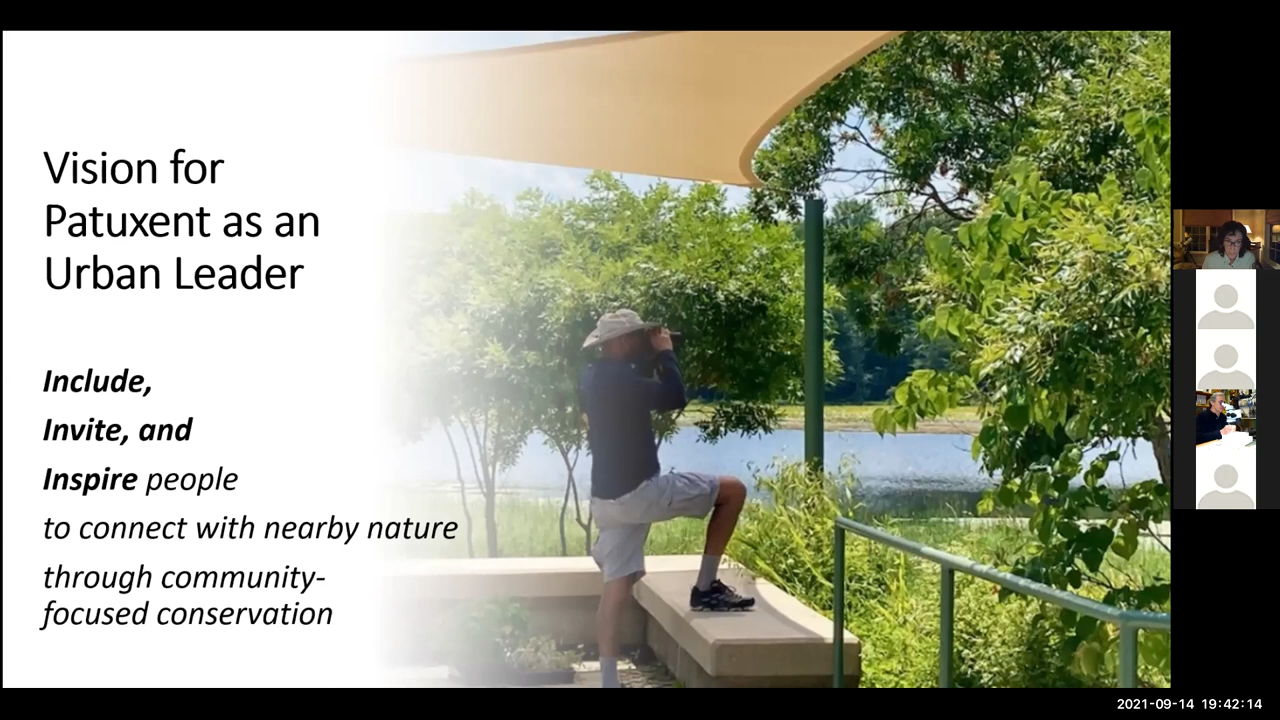 Vision for
Patuxent as an
Urban Leader
Include,
Invite, and
Inspire people
to connect with nearby nature
through community-
focused conservation
2021-09-14 19:42:14